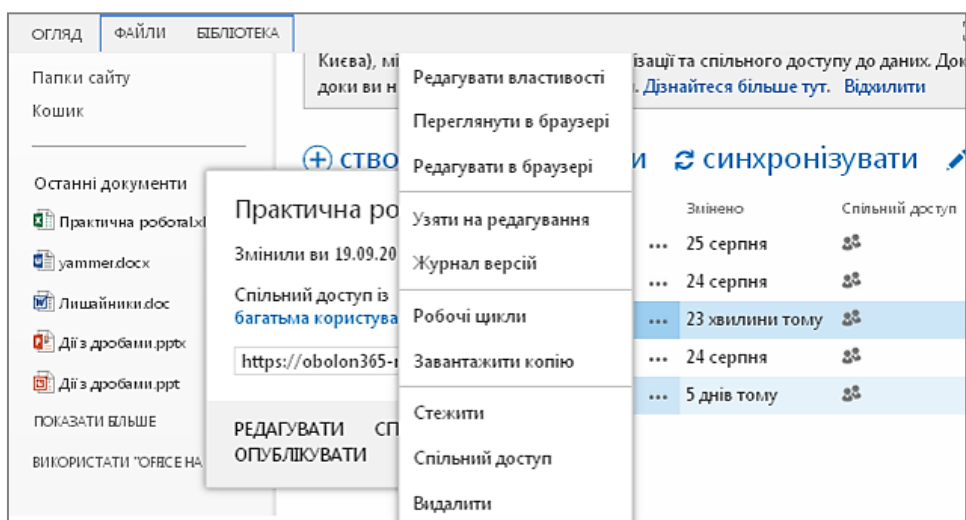 ОГЛЯД ФАЙЛИ БІБЛІОТЕКА
Папки сайту
Кошик
Останні документи
Практична робота1.xl
yammer.docx
Лишайники.doc
Дії з дробами.pptx
Дії з дробами.ppt
ПОКАЗАТИ БІЛЬШЕ
ВИКОРИСТАТИ "OFFICE НА
Києва), мі
доки ви н
ізації та спільного доступу до даних. Док
. Дізнайтеся більше тут. Відхилити
створ
и синхронізувати
Змінено Спільний доступ
... 25 серпня
... 24 серпня
... 23 хвилини тому
... 24 серпня
... 5 днів тому
Практична ро
Змінили ви 19.09.20
Спільний доступ із
багатьма користува
https://obolon365-
РЕДАГУВАТИ СП
ОПУБЛІКУВАТИ
Редагувати властивості
Переглянути в браузері
Редагувати в браузері
Узяти на редагування
Журнал версій
Робочі цикли
Завантажити копію
Стежити
Спільний доступ
Видалити